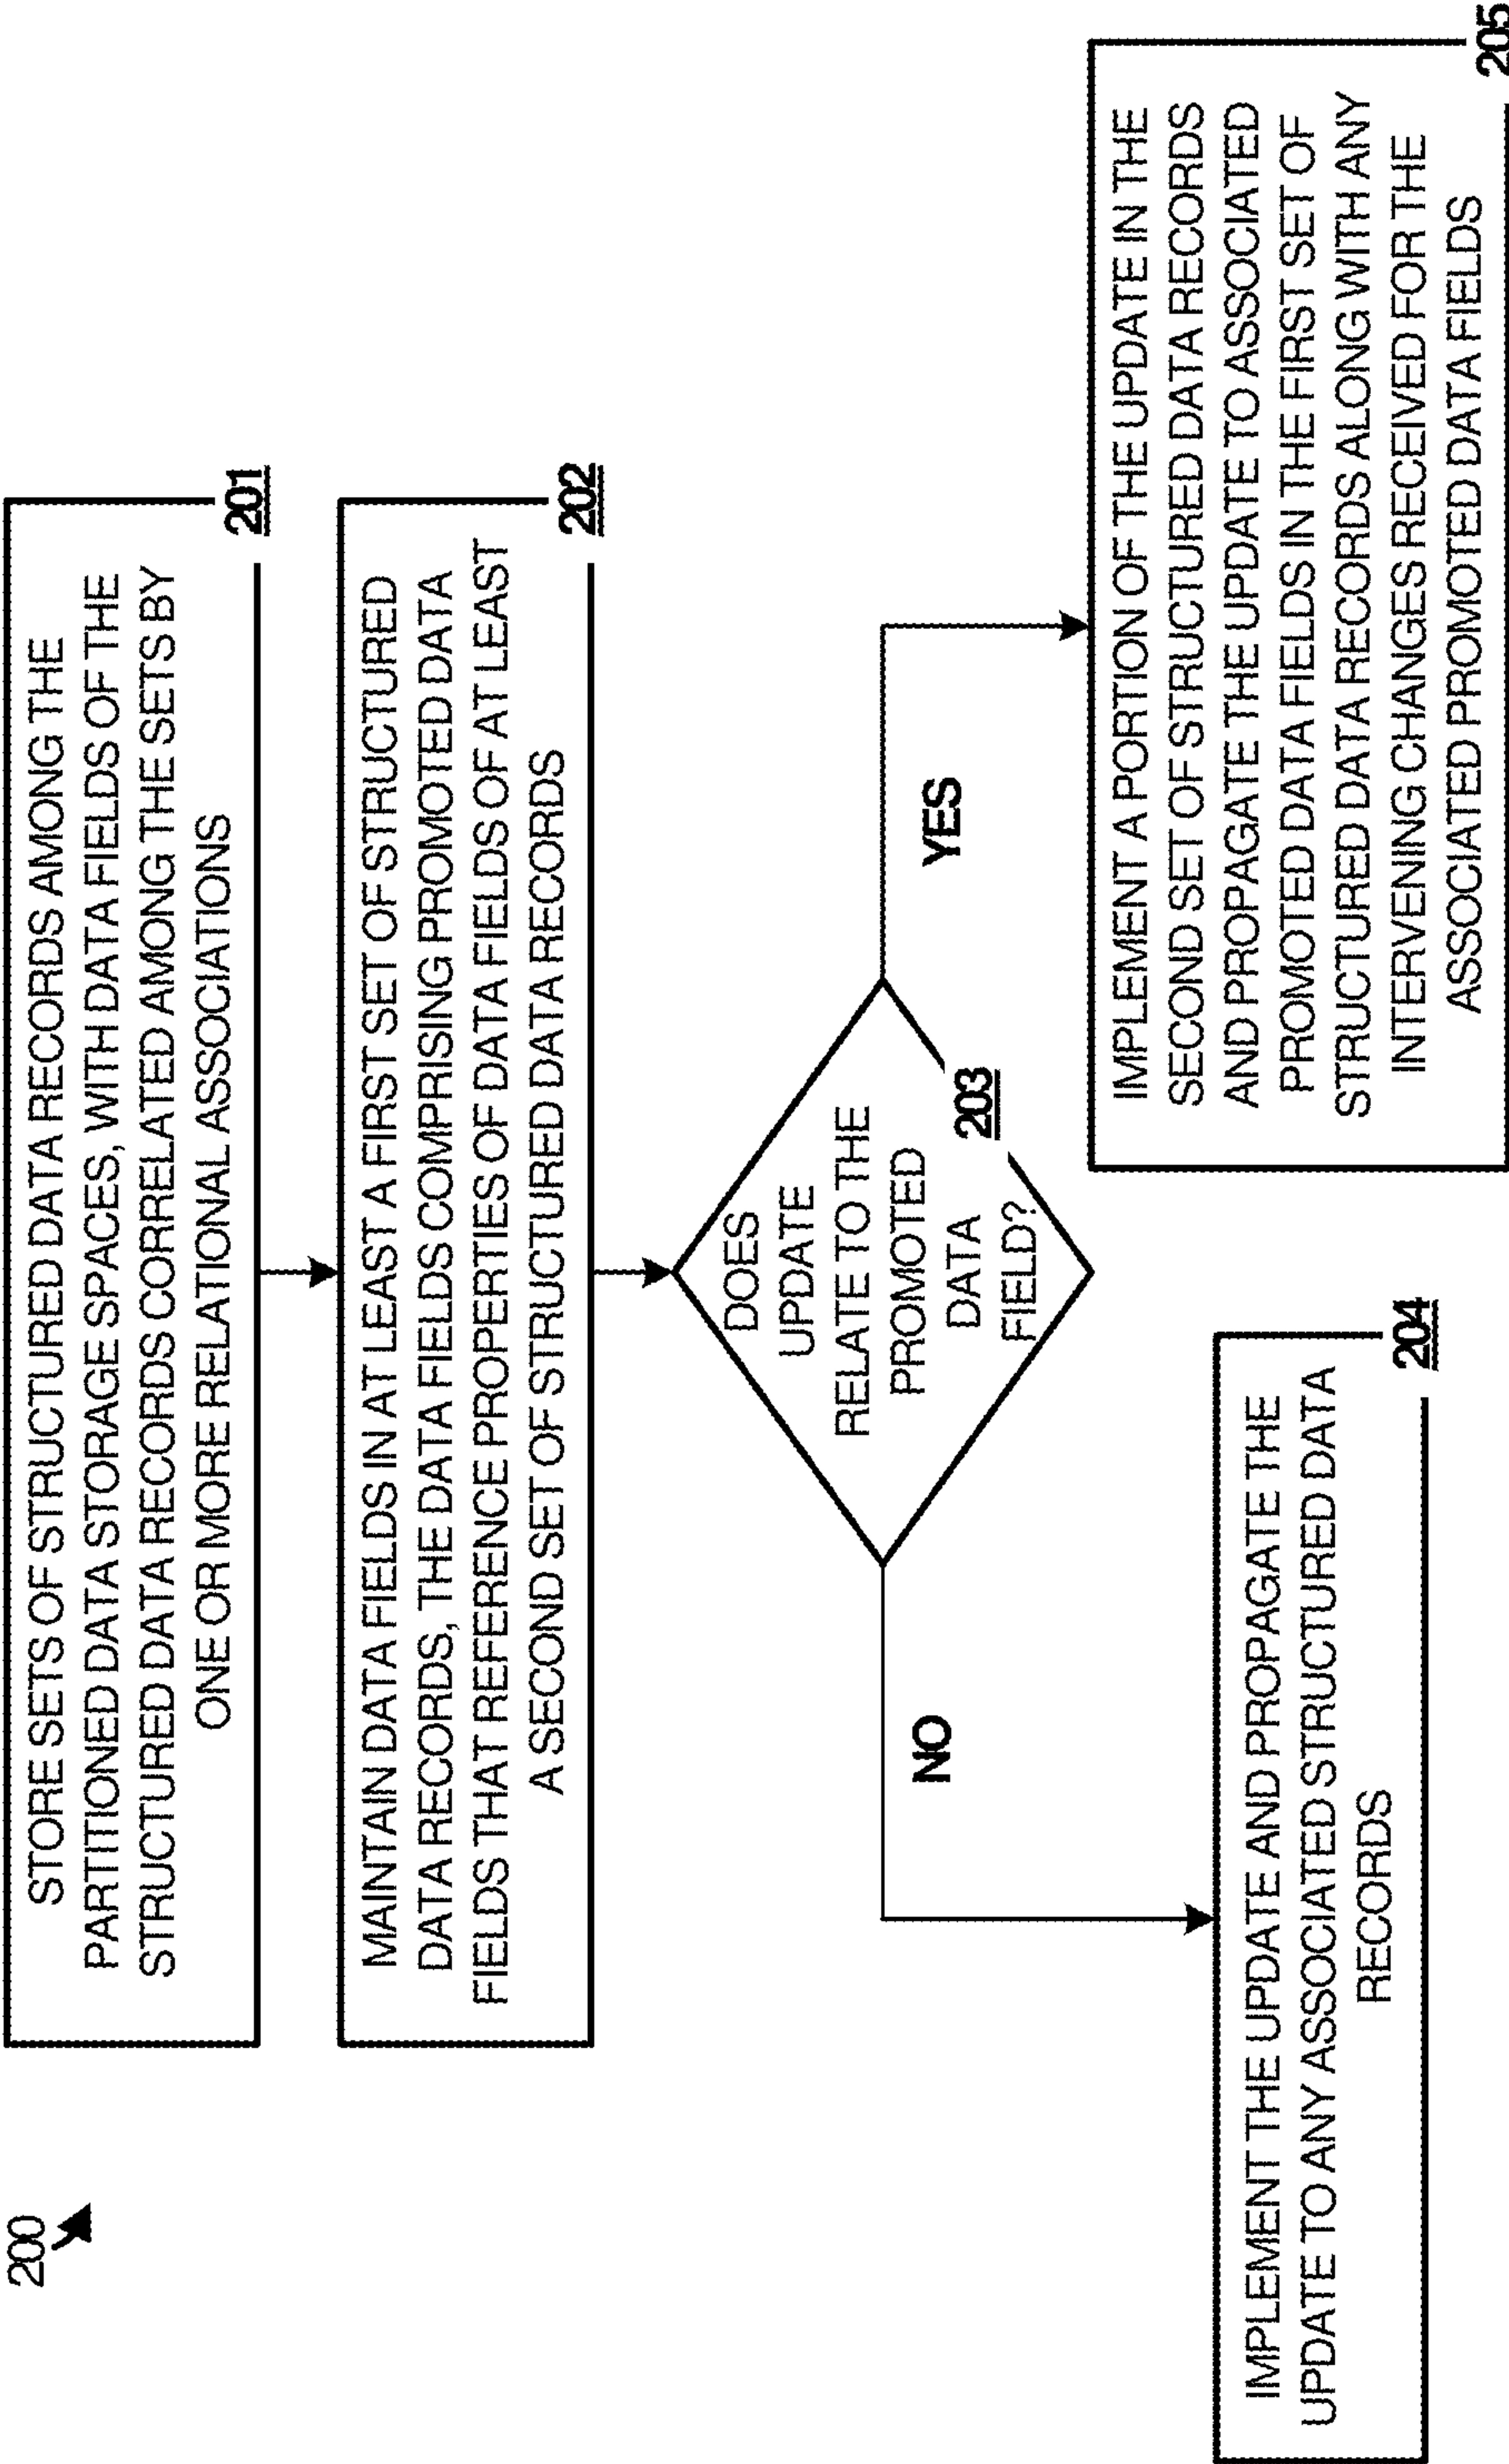 200
STORE SETS OF STRUCTURED DATA RECORDS AMONG THE
PARTITIONED DATA STORAGE SPACES, WITH DATA FIELDS OF THE
STRUCTURED DATA RECORDS CORRELATED AMONG THE SETS BY
ONE OR MORE RELATIONAL ASSOCIATIONS
201
MAINTAIN DATA FIELDS IN AT LEAST A FIRST SET OF STRUCTURED
DATA RECORDS, THE DATA FIELDS COMPRISING PROMOTED DATA
FIELDS THAT REFERENCE PROPERTIES OF DATA FIELDS OF AT LEAST
A SECOND SET OF STRUCTURED DATA RECORDS
202
DOES
UPDATE
RELATE TO THE
PROMOTED
DATA
FIELD?
203
NO
YES
IMPLEMENT THE UPDATE AND PROPAGATE THE
UPDATE TO ANY ASSOCIATED STRUCTURED DATA
RECORDS
204
IMPLEMENT A PORTION OF THE UPDATE IN THE
SECOND SET OF STRUCTURED DATA RECORDS
AND PROPAGATE THE UPDATE TO ASSOCIATED
PROMOTED DATA FIELDS IN THE FIRST SET OF
STRUCTURED DATA RECORDS ALONG WITH ANY
INTERVENING CHANGES RECEIVED FOR THE
ASSOCIATED PROMOTED DATA FIELDS
205